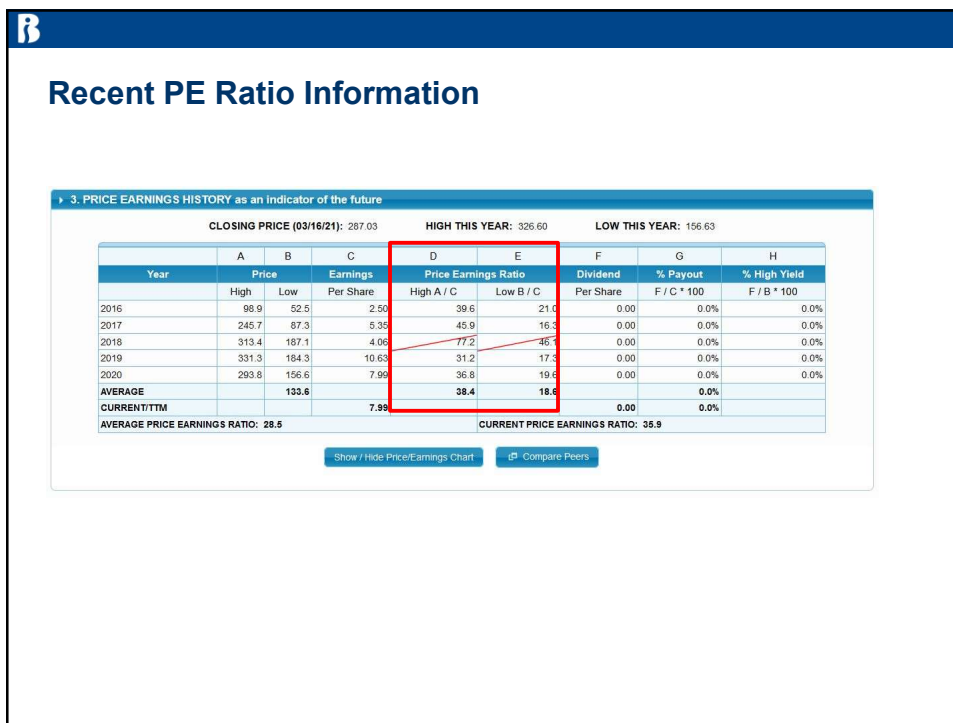 Recent PE Ratio Information
3. PRICE EARNINGS HISTORY as an indicator of the future
CLOSING PRICE (03/16/21): 287.03 HIGH THIS YEAR: 326.60 LOW THIS YEAR: 156.63
A B C D E F G H
Year Price Earnings Price Earnings Ratio Dividend % Payout % High Yield
High Low Per Share High A / C Low B / C Per Share F / C * 100 F / B * 100
2016 98.9 52.5 2.50 39.6 21.0 0.00 0.0% 0.0%
2017 245.7 87.3 5.35 45.9 16.3 0.00 0.0% 0.0%
2018 313.4 187.1 4.06 77.2 46.1 0.00 0.0% 0.0%
2019 331.3 184.3 10.63 31.2 17.3 0.00 0.0% 0.0%
2020 293.8 156.6 7.99 36.8 19.6 0.00 0.0% 0.0%
AVERAGE 133.6 38.4 18.6 0.0%
CURRENT/TTM 7.99 0.00 0.0%
AVERAGE PRICE EARNINGS RATIO: 28.5 CURRENT PRICE EARNINGS RATIO: 35.9
Show / Hide Price/Earnings Chart Compare Peers